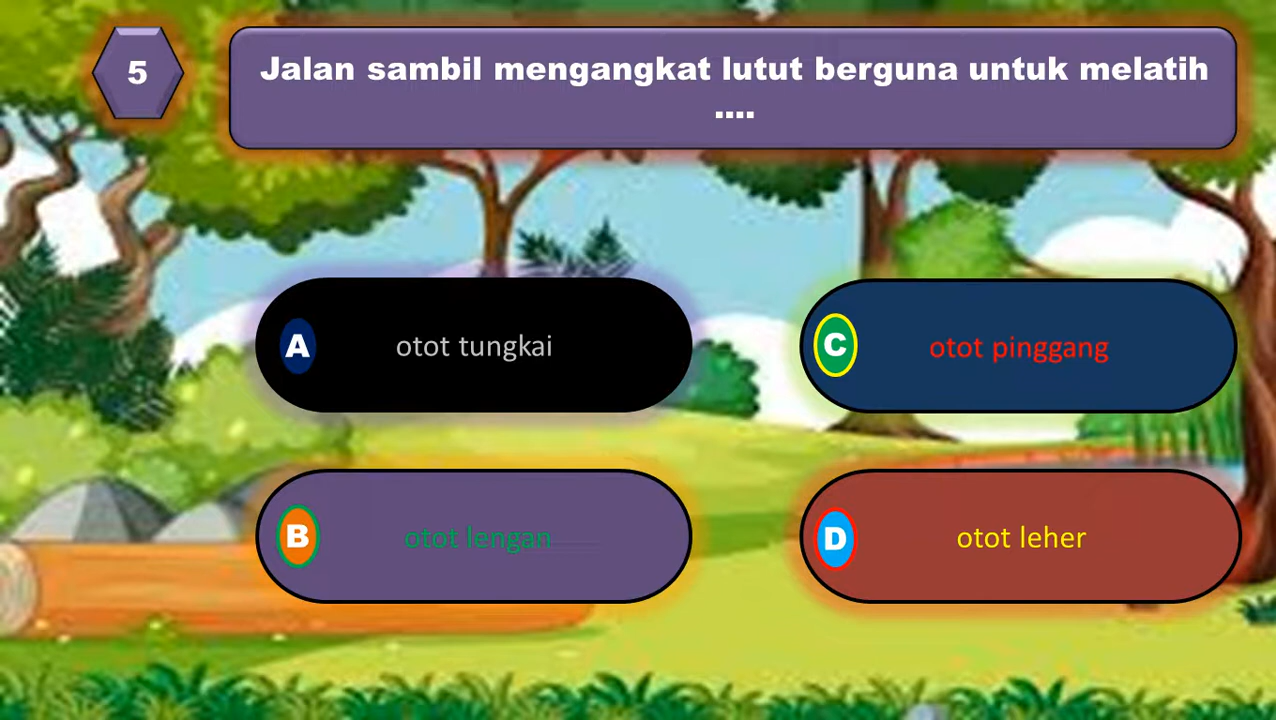 5
Jalan sambil mengangkat lutut berguna untuk melatih
....
A otot tungkai
C otot pinggang
B otot lengan
D otot leher